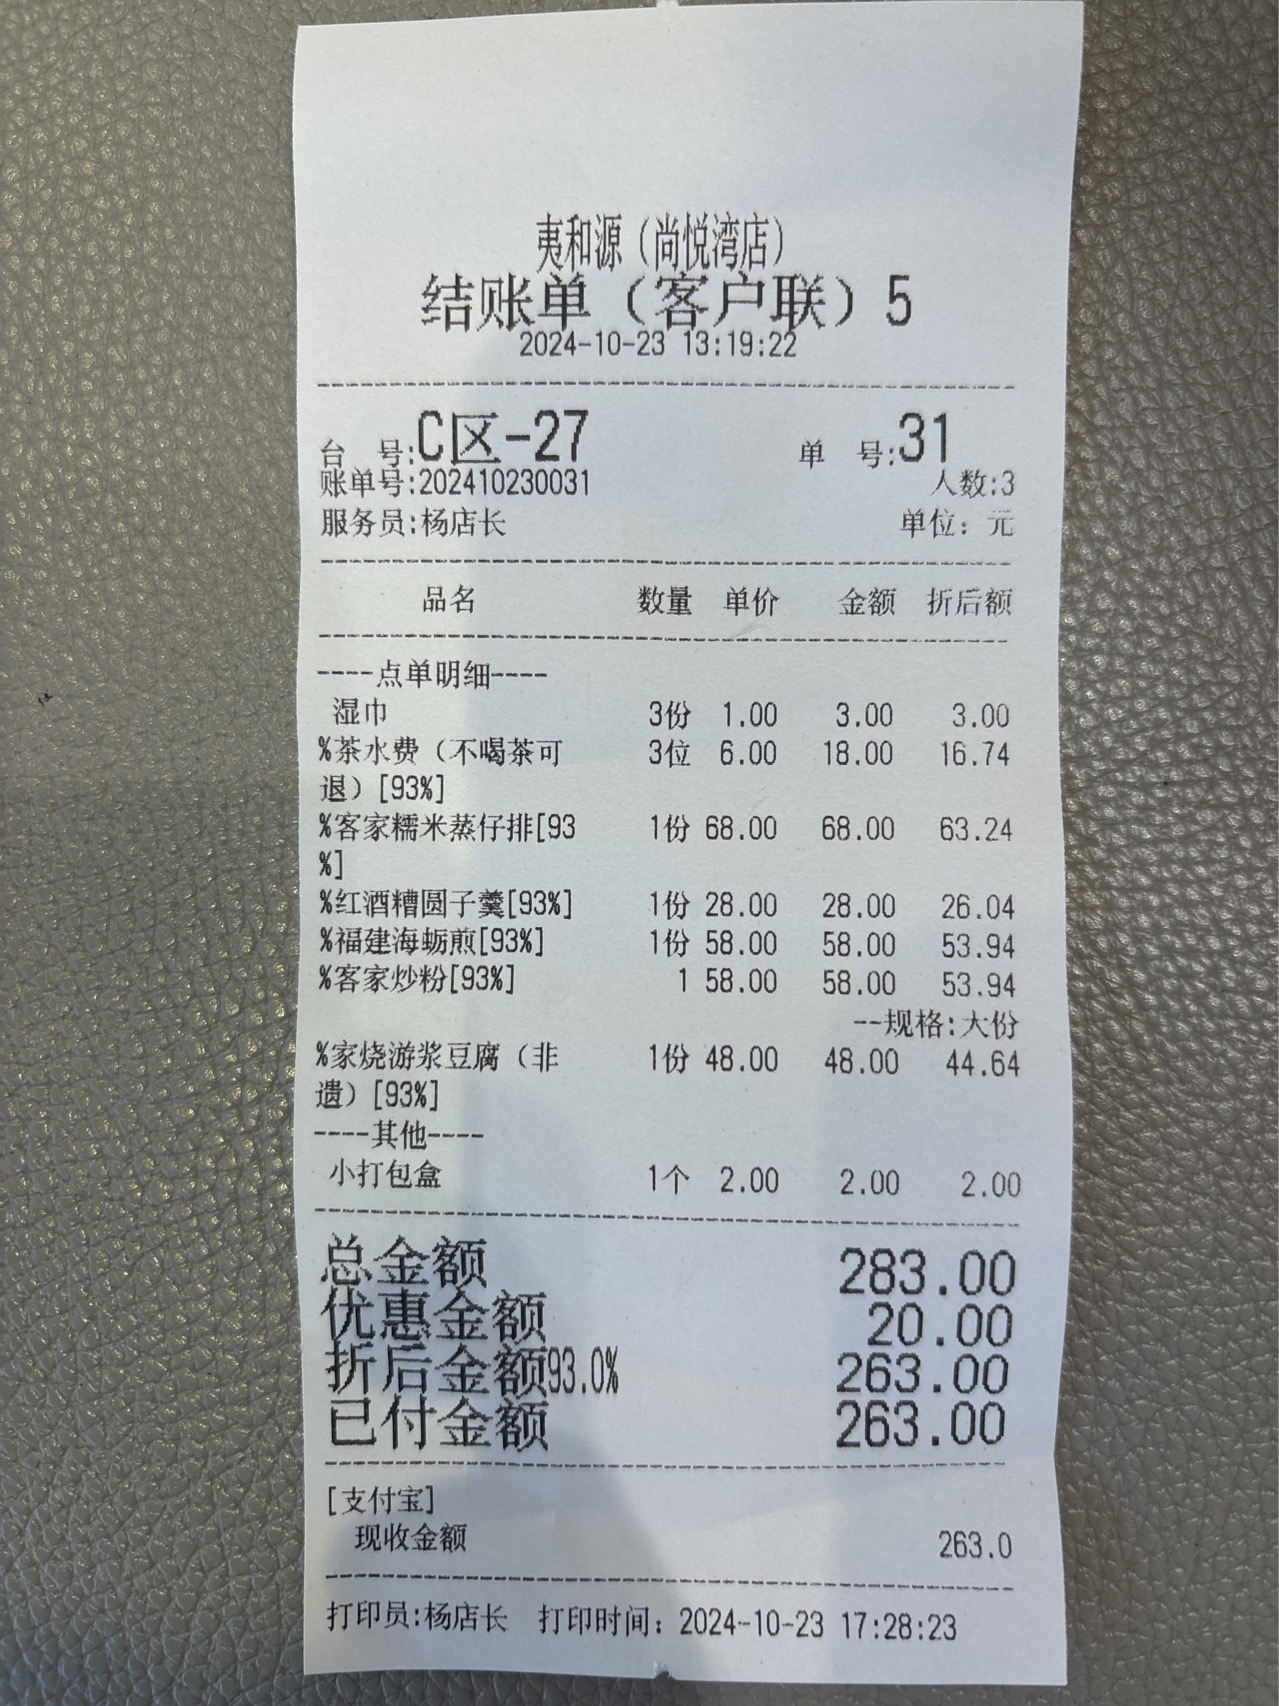 夷和源（尚悦湾店）
结账单（客户联）5
2024-10-23 13:19:22
台 号:C区-27 单 号:31
账单号:202410230031 人数:3
服务员:杨店长 单位：元
品名 数量 单价 金额 折后额
----点单明细----
湿巾 3份 1.00 3.00 3.00
%茶水费（不喝茶可 3位 6.00 18.00 16.74
退）[93%]
%客家糯米蒸仔排[93 1份 68.00 68.00 63.24
%]
%红酒糟圆子羹[93%] 1份 28.00 28.00 26.04
%福建海蛎煎[93%] 1份 58.00 58.00 53.94
%客家炒粉[93%] 1 58.00 58.00 53.94
--规格:大份
%家烧游浆豆腐（非 1份 48.00 48.00 44.64
遗）[93%]
----其他----
小打包盒 1个 2.00 2.00 2.00
总金额 283.00
优惠金额 20.00
折后金额93.0% 263.00
已付金额 263.00
[支付宝]
现收金额 263.0
打印员:杨店长 打印时间：2024-10-23 17:28:23